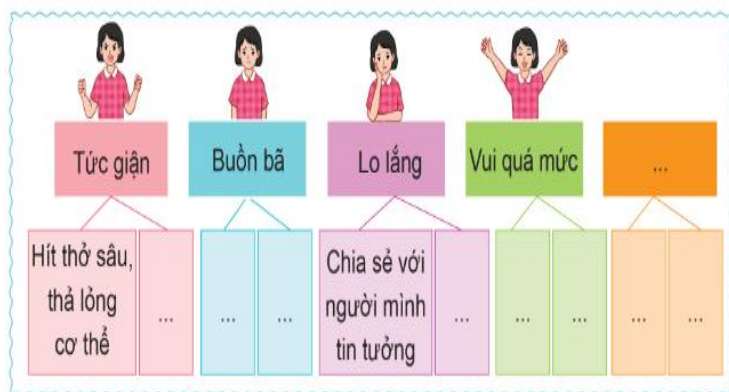 Tức giận
Buồn bã
Lo lắng
Vui quá mức
...
Hít thở sâu,
thả lỏng
cơ thể
...
...
...
Chia sẻ với
người mình
tin tưởng
...
...
...
...
...